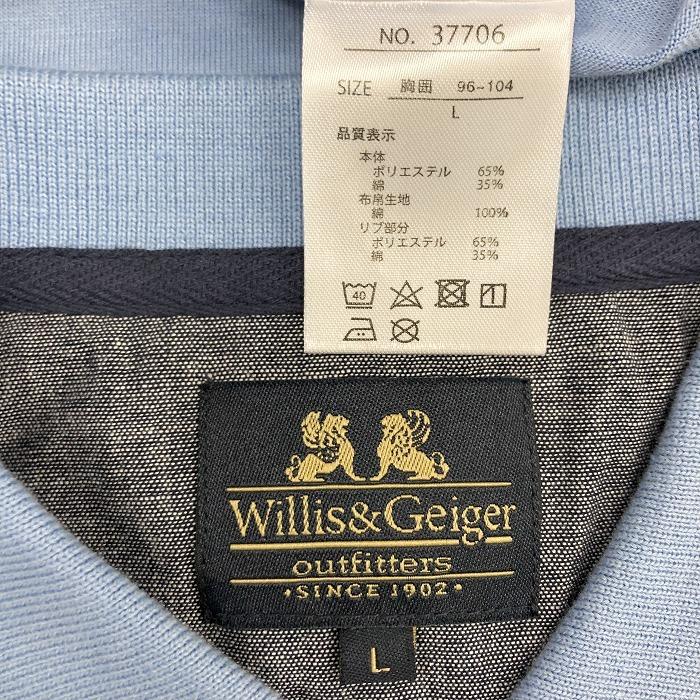 NO. 37706
SIZE 胸囲 96~104
L
品質表示
本体
ポリエステル 65%
綿 35%
布帛生地
綿 100%
リブ部分
ポリエステル 65%
綿 35%
40
Willis&Geiger
outfitters
•SINCE 1902•
L